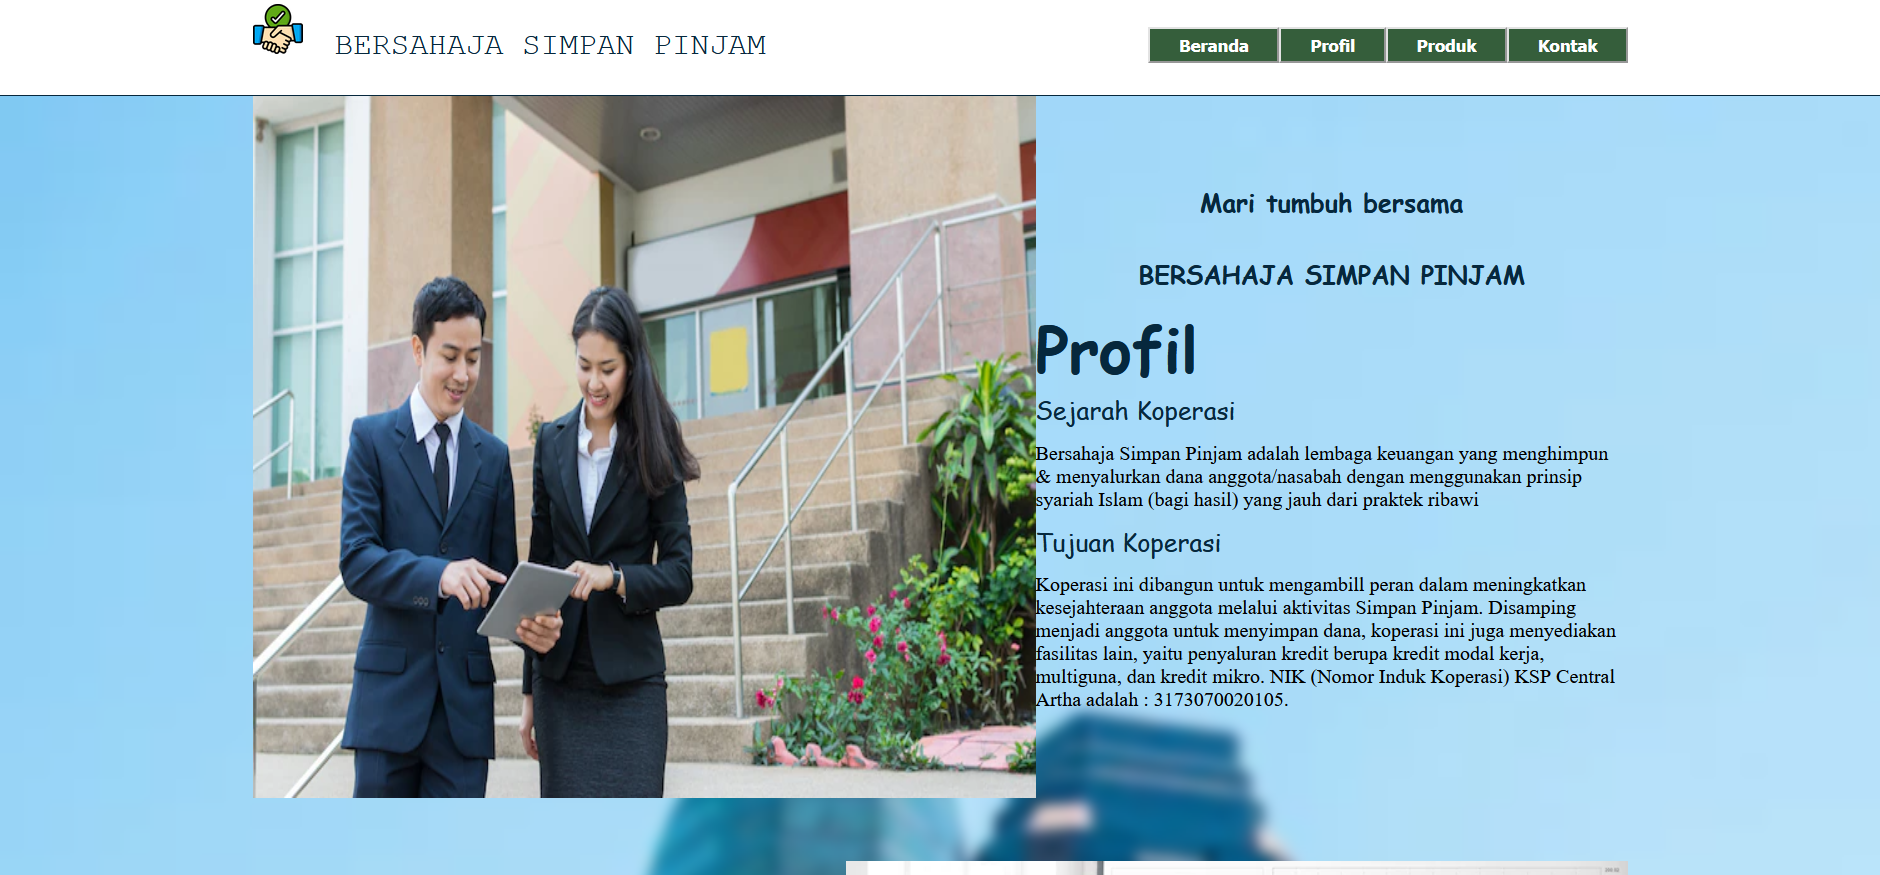 BERSAHAJA SIMPAN PINJAM
Beranda
Profil
Produk
Kontak
Mari tumbuh bersama
BERSAHAJA SIMPAN PINJAM
Profil
Sejarah Koperasi
Bersahaja Simpan Pinjam adalah lembaga keuangan yang menghimpun
& menyalurkan dana anggota/nasabah dengan menggunakan prinsip
syariah Islam (bagi hasil) yang jauh dari praktek ribawi
Tujuan Koperasi
Koperasi ini dibangun untuk mengambill peran dalam meningkatkan
kesejahteraan anggota melalui aktivitas Simpan Pinjam. Disamping
menjadi anggota untuk menyimpan dana, koperasi ini juga menyediakan
fasilitas lain, yaitu penyaluran kredit berupa kredit modal kerja,
multiguna, dan kredit mikro. NIK (Nomor Induk Koperasi) KSP Central
Artha adalah : 3173070020105.